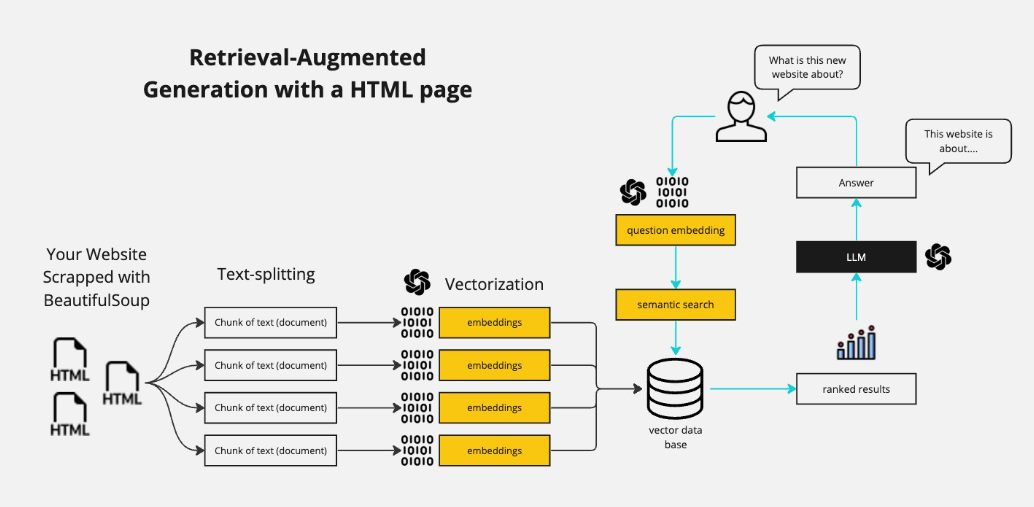 Retrieval-Augmented
Generation with a HTML page
What is this new
website about?
This website is
about....
Answer
01010
10101
01010
question embedding
LLM
semantic search
ranked results
vector data
base
Your Website
Scrapped with
BeautifulSoup
HTML
HTML
HTML
Text-splitting
Chunk of text (document)
Chunk of text (document)
Chunk of text (document)
Chunk of text (document)
Vectorization
01010
10101
01010
embeddings
01010
10101
01010
embeddings
01010
10101
01010
embeddings
01010
10101
01010
embeddings